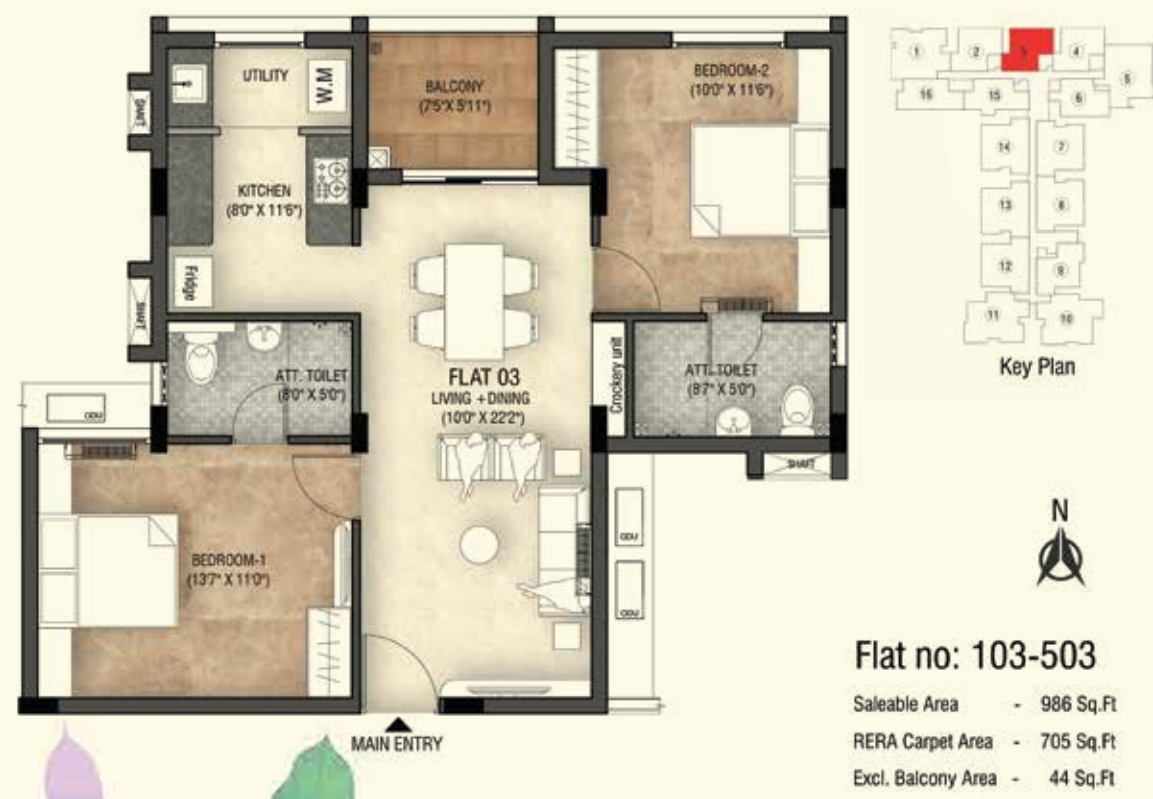 UTILITY
W.M
BALCONY
(7'5"X 5'11")
BEDROOM-2
(10'0" X 11'6")
SHAFT
KITCHEN
(8'0" X 11'6")
Fridge
SHAFT
ATT. TOILET
(8'0" X 5'0")
FLAT 03
LIVING +DINING
(10'0" X 22'2")
Crockery unit
ATT. TOILET
(8'7" X 5'0")
SHAFT
ODU
BEDROOM-1
(13'7" X 11'0")
ODU
ODU
MAIN ENTRY
1
2
3
4
5
16
15
6
14
7
13
8
12
9
11
10
Key Plan
N
Flat no: 103-503
Saleable Area - 986 Sq.Ft
RERA Carpet Area - 705 Sq.Ft
Excl. Balcony Area - 44 Sq.Ft